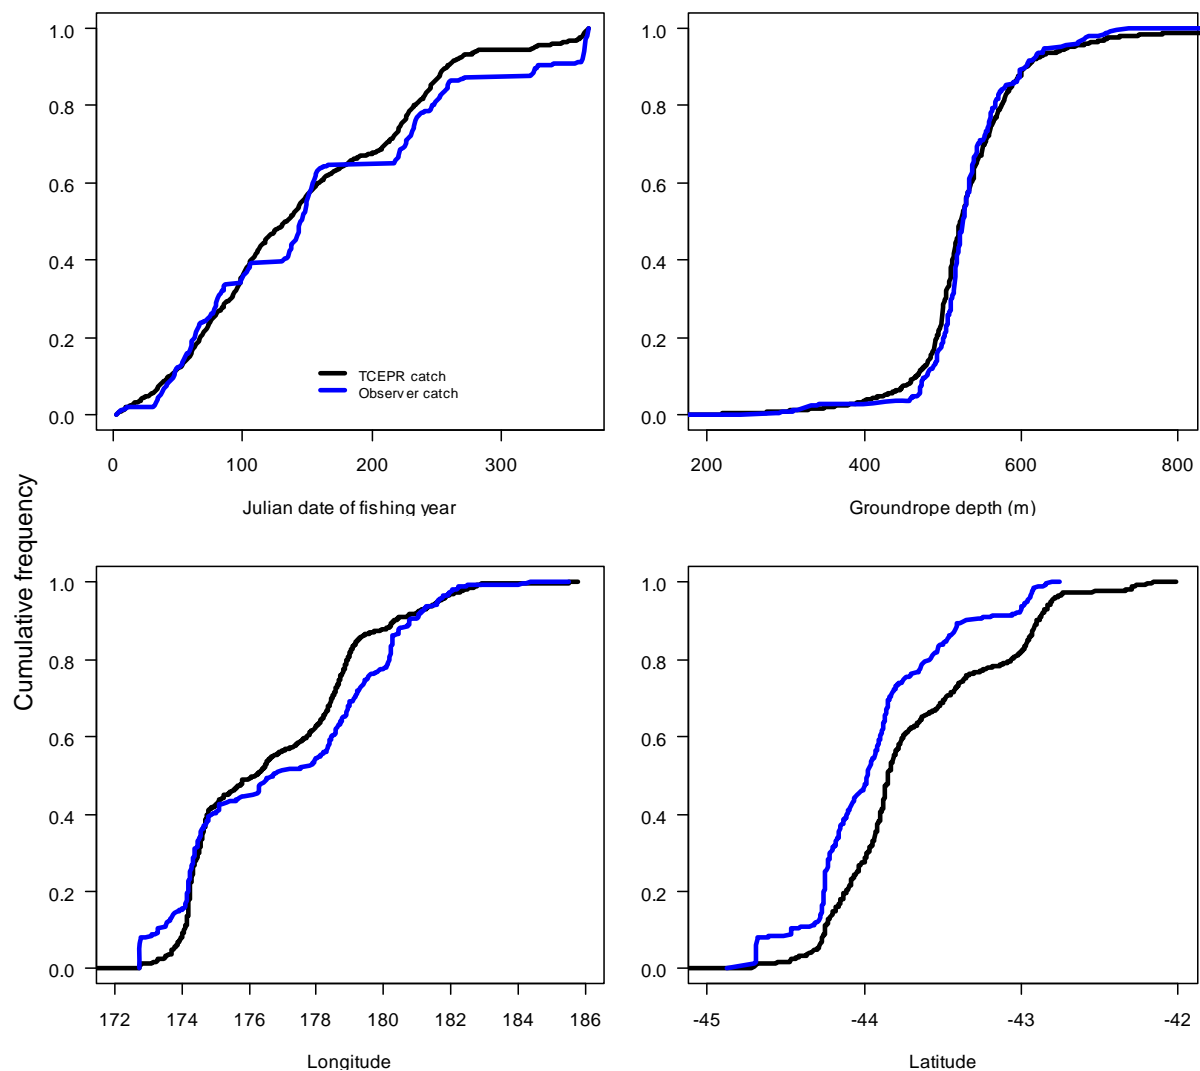 1.0
0.8
0.6
0.4
0.2
0.0
TCEPR catch
Observer catch
0 100 200 300
Julian date of fishing year
1.0
0.8
0.6
0.4
0.2
0.0
200 400 600 800
Groundrope depth (m)
Cumulative frequency
1.0
0.8
0.6
0.4
0.2
0.0
172 174 176 178 180 182 184 186
Longitude
1.0
0.8
0.6
0.4
0.2
0.0
-45 -44 -43 -42
Latitude